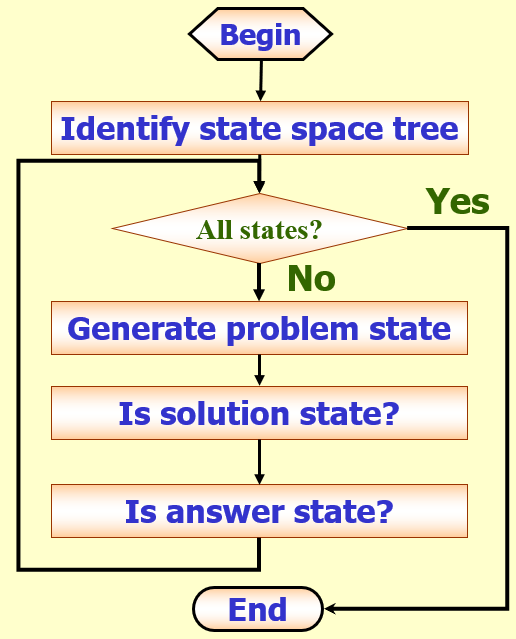 Begin
Identify state space tree
Yes
All states?
No
Generate problem state
Is solution state?
Is answer state?
End